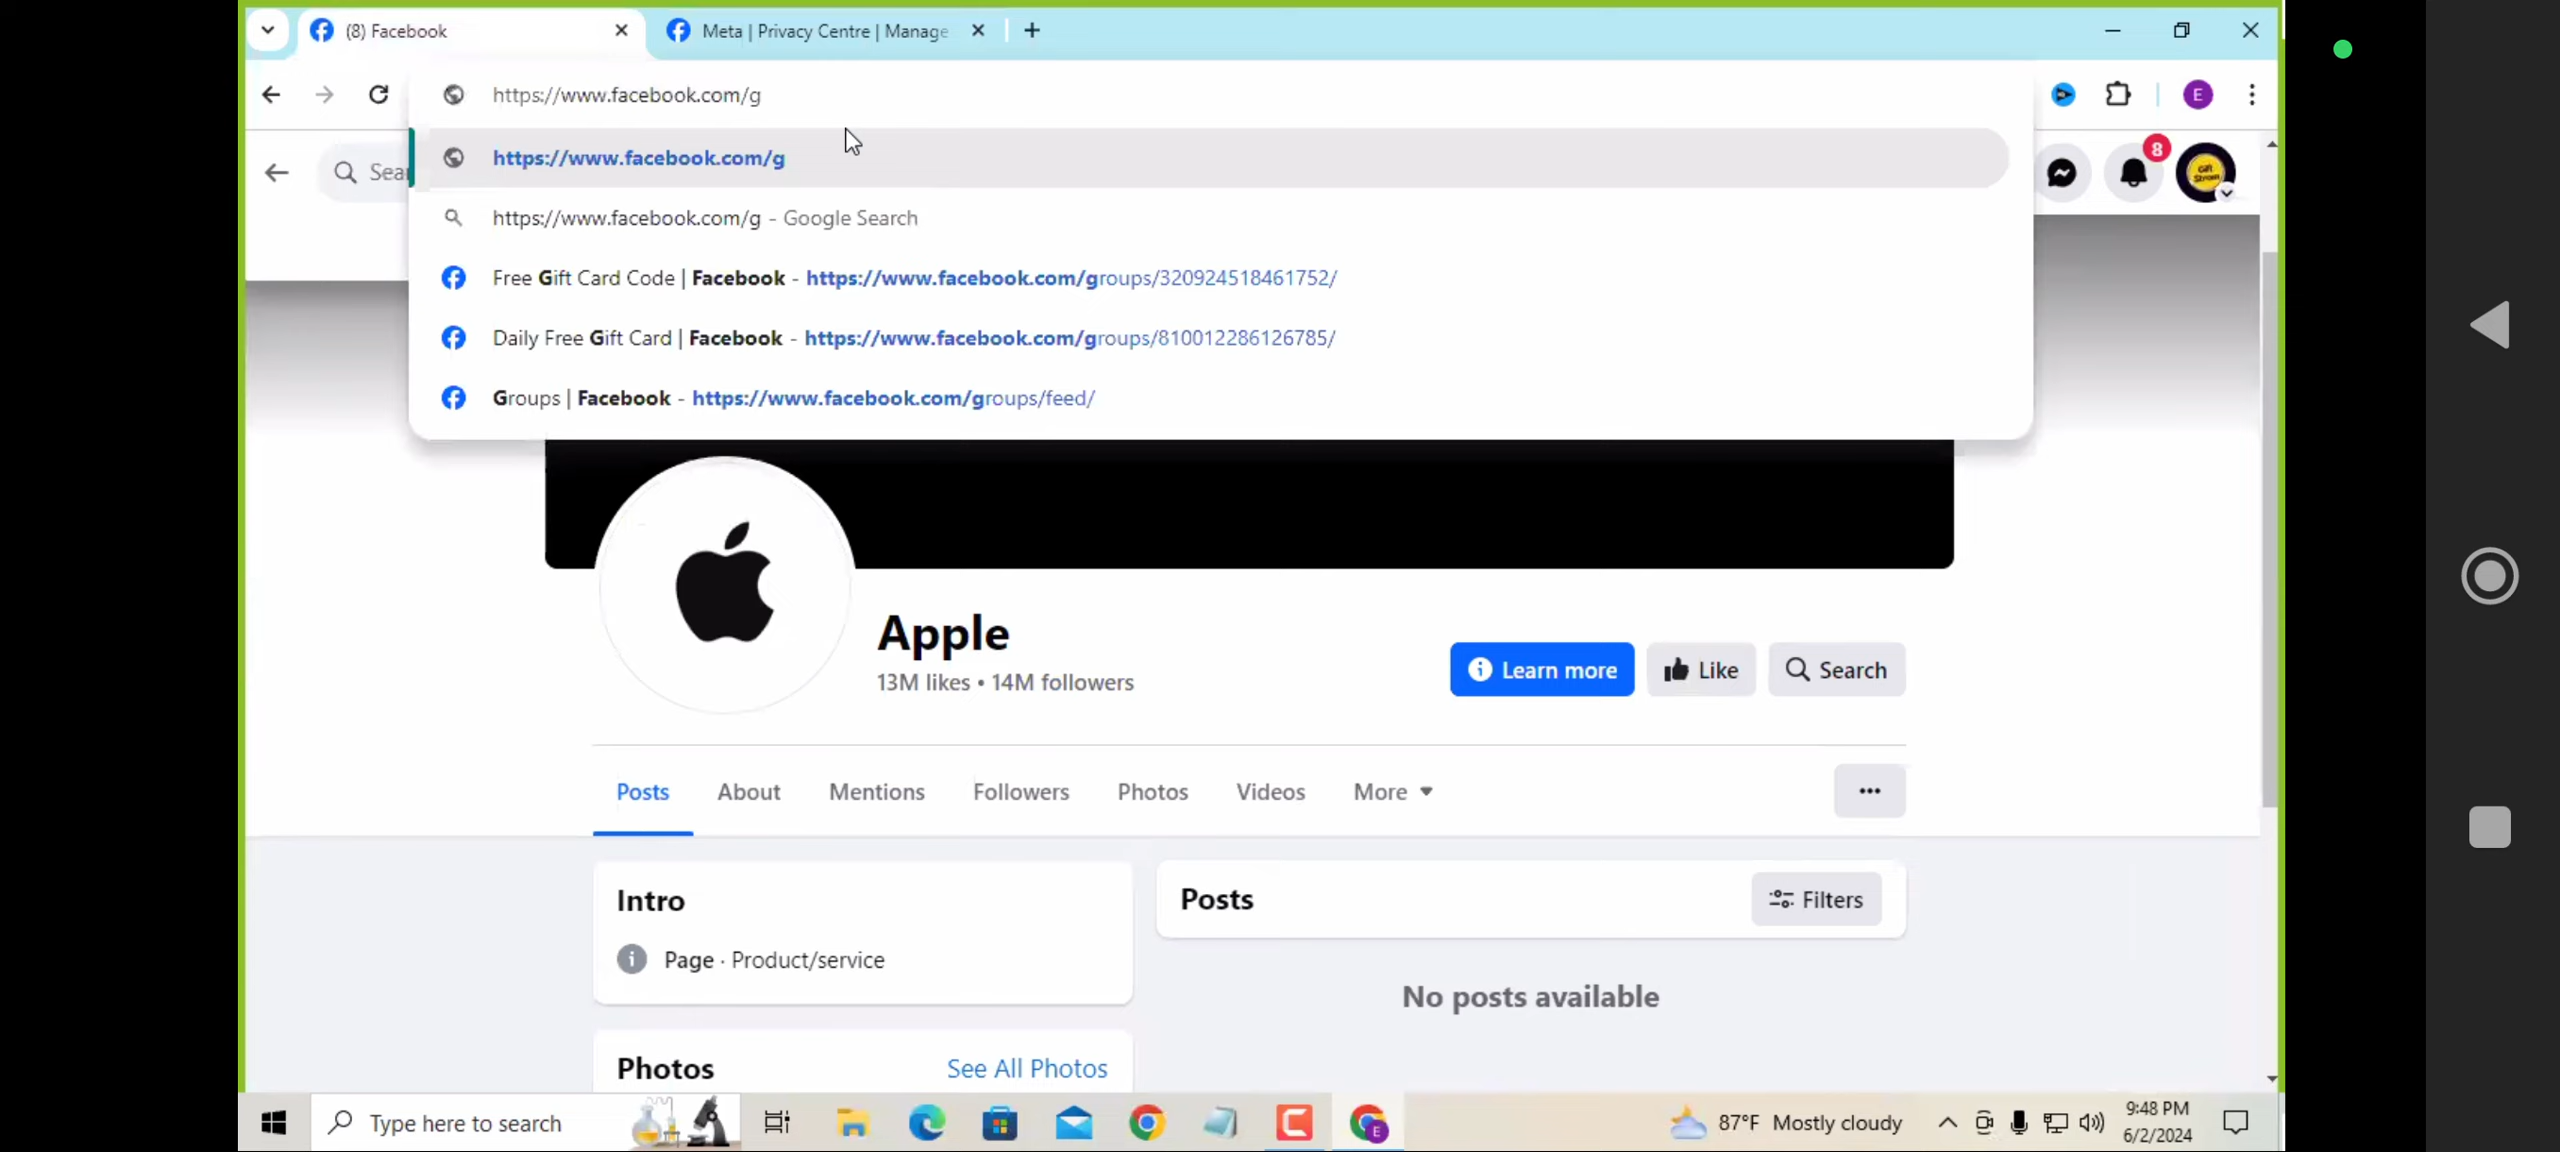 (8) Facebook
Meta | Privacy Centre | Manage
https://www.facebook.com/g
https://www.facebook.com/g
Sea
8
Gift
https://www.facebook.com/g - Google Search
Free Gift Card Code | Facebook - https://www.facebook.com/groups/320924518461752/
Daily Free Gift Card | Facebook - https://www.facebook.com/groups/810012286126785/
Groups | Facebook - https://www.facebook.com/groups/feed/
Apple
13M likes • 14M followers
Learn more
Like
Search
Posts
About
Mentions
Followers
Photos
Videos
More
Intro
Page · Product/service
Posts
Filters
No posts available
Photos
See All Photos
Type here to search
87°F Mostly cloudy
9:48 PM
6/2/2024
E
E